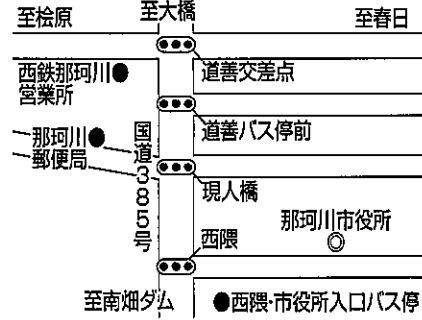 至桧原
至大橋
至春日
西鉄那珂川●
営業所
道善交差点
那珂川●
郵便局
国道385号
道善バス停前
現人橋
那珂川市役所
◎
西隈
至南畑ダム
●西隈・市役所入口バス停